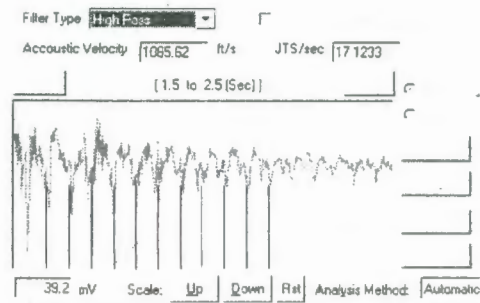 Filter Type High Pass
Accoustic Velocity 1065.62 ft/s JTS/sec 17.1233
[ 1.5 to 2.5 (Sec) ]
39.2 mV Scale: Up Down Rst Analysis Method: Automatic